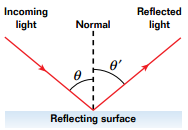 Incoming
light
Normal
Reflected
light
θ
θ′
Reflecting surface